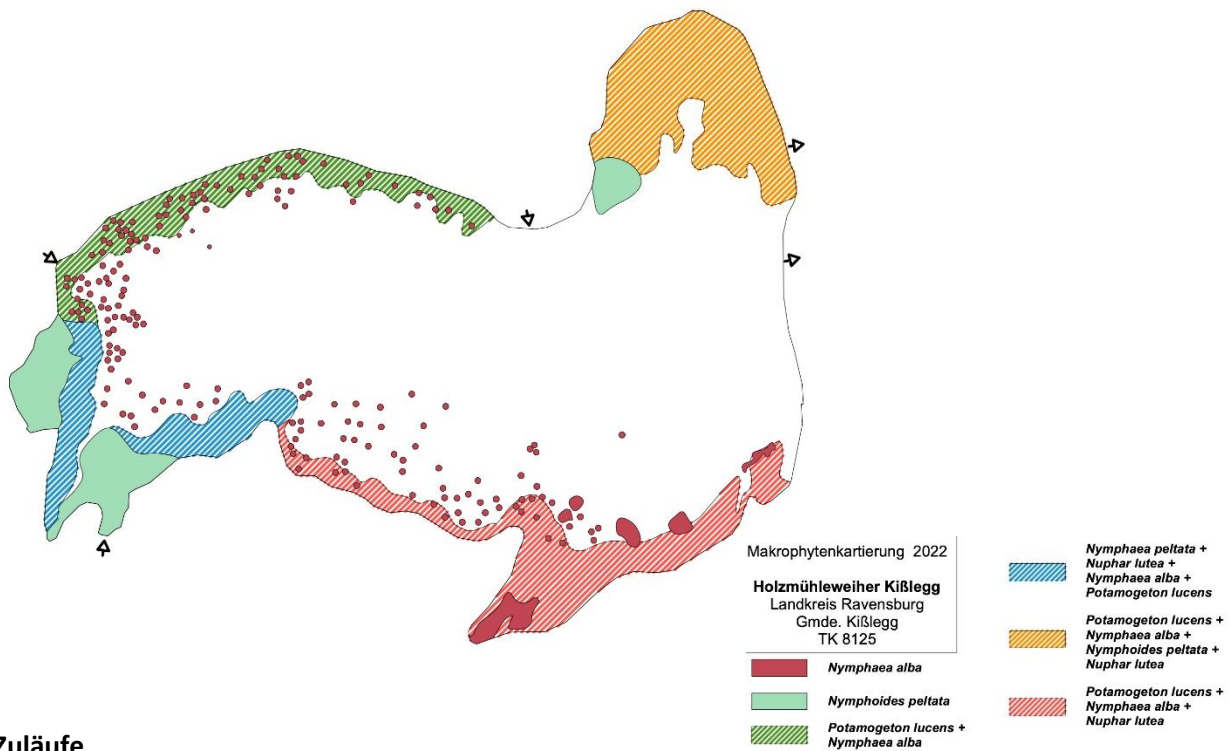 Makrophytenkartierung 2022
Holzmühleweiher Kißlegg
Landkreis Ravensburg
Gmde. Kißlegg
TK 8125
Nymphaea alba
Nymphoides peltata
Potamogeton lucens +
Nymphaea alba
Nymphaea peltata +
Nuphar lutea +
Nymphaea alba +
Potamogeton lucens
Potamogeton lucens +
Nymphaea alba +
Nymphoides peltata +
Nuphar lutea
Potamogeton lucens +
Nymphaea alba +
Nuphar lutea
Zuläufe